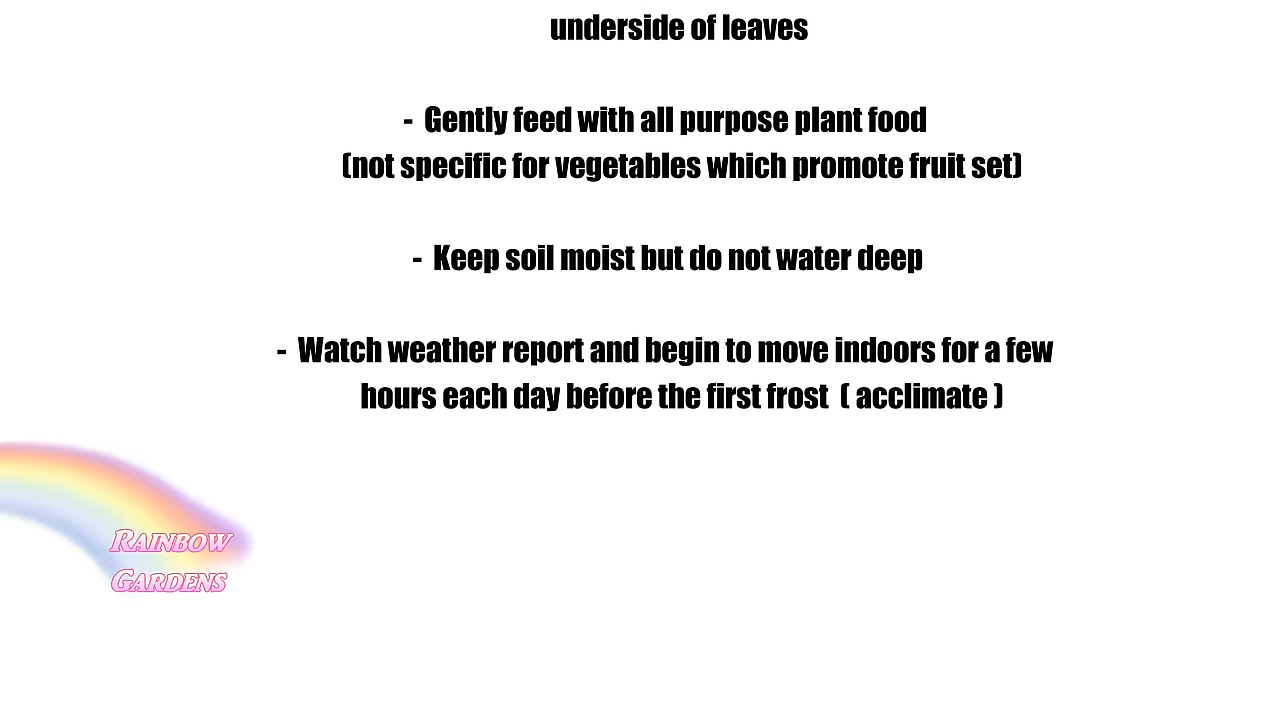 underside of leaves
- Gently feed with all purpose plant food
(not specific for vegetables which promote fruit set)
- Keep soil moist but do not water deep
- Watch weather report and begin to move indoors for a few
hours each day before the first frost ( acclimate )
Rainbow
Gardens